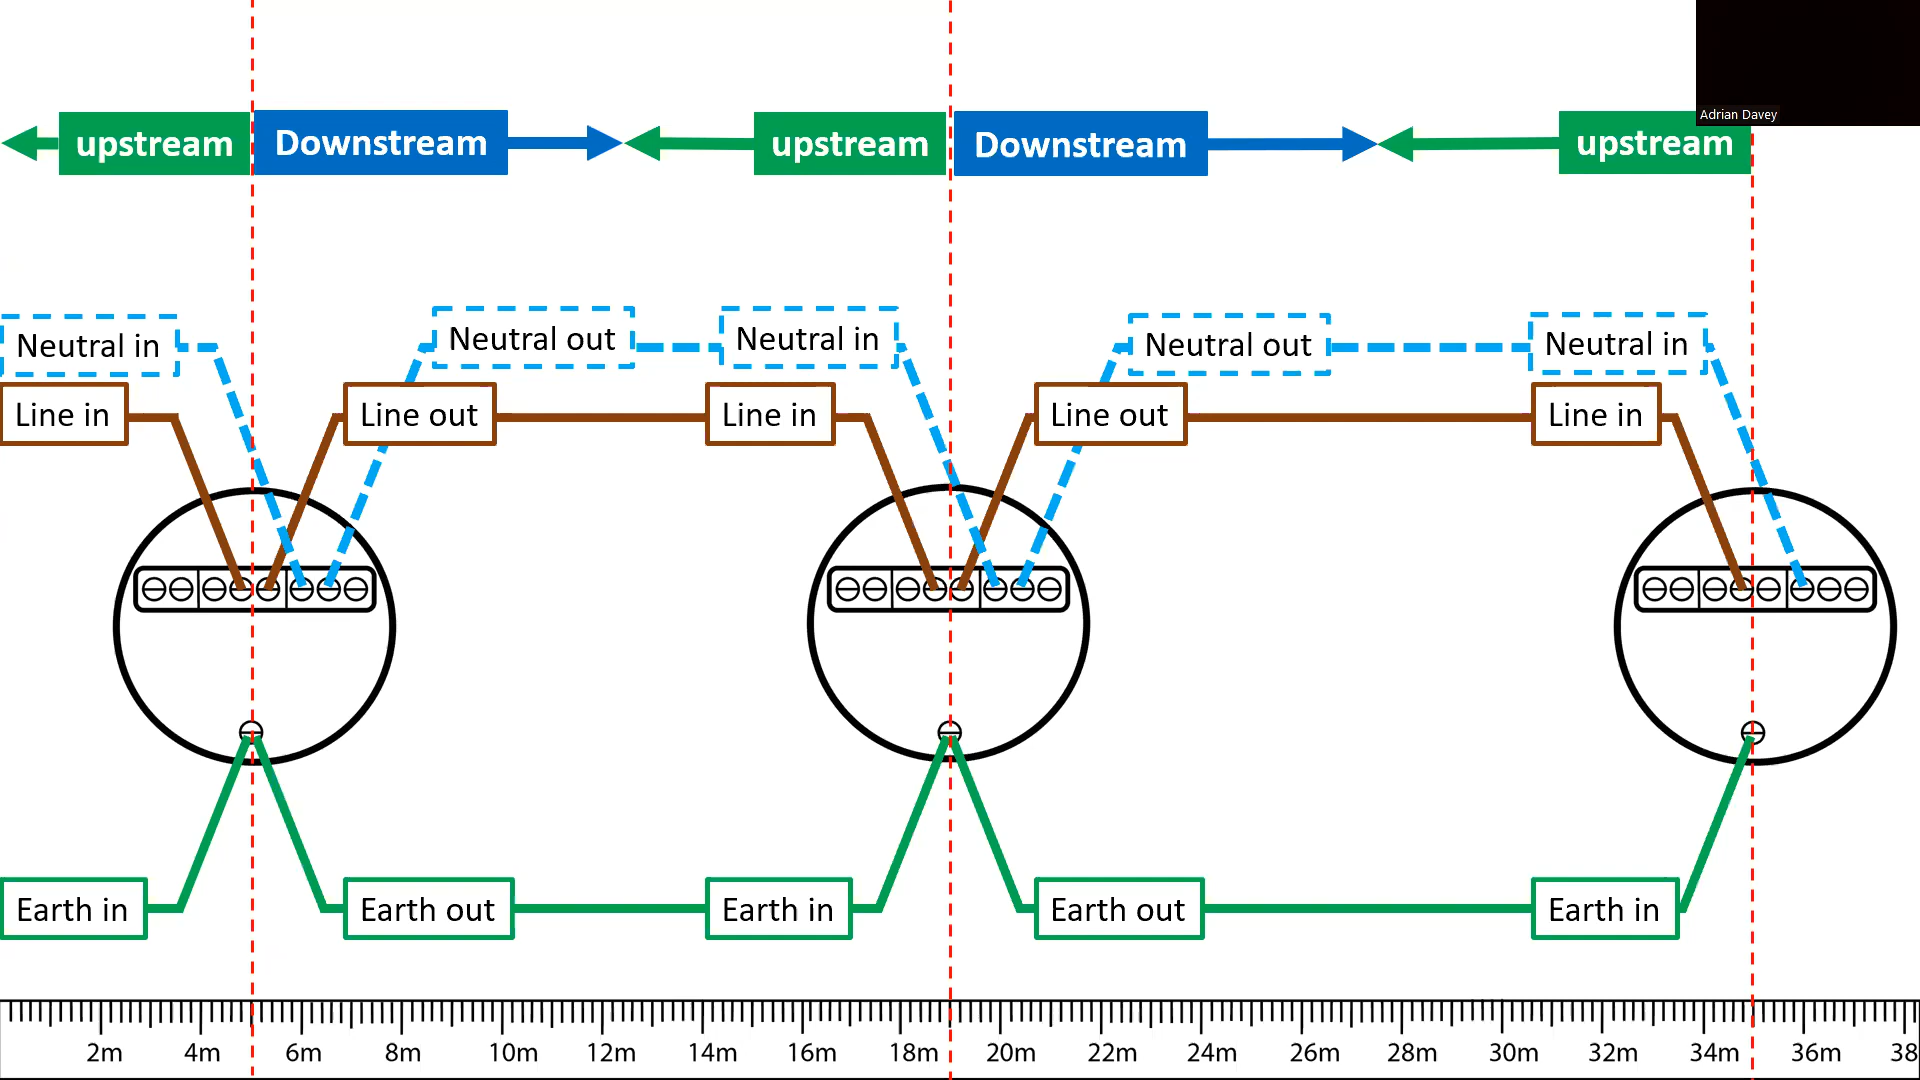 Adrian Davey
upstream
Downstream
upstream
Downstream
upstream
Neutral in
Neutral out
Neutral in
Neutral out
Neutral in
Line in
Line out
Line in
Line out
Line in
Earth in
Earth out
Earth in
Earth out
Earth in
2m 4m 6m 8m 10m 12m 14m 16m 18m 20m 22m 24m 26m 28m 30m 32m 34m 36m 38